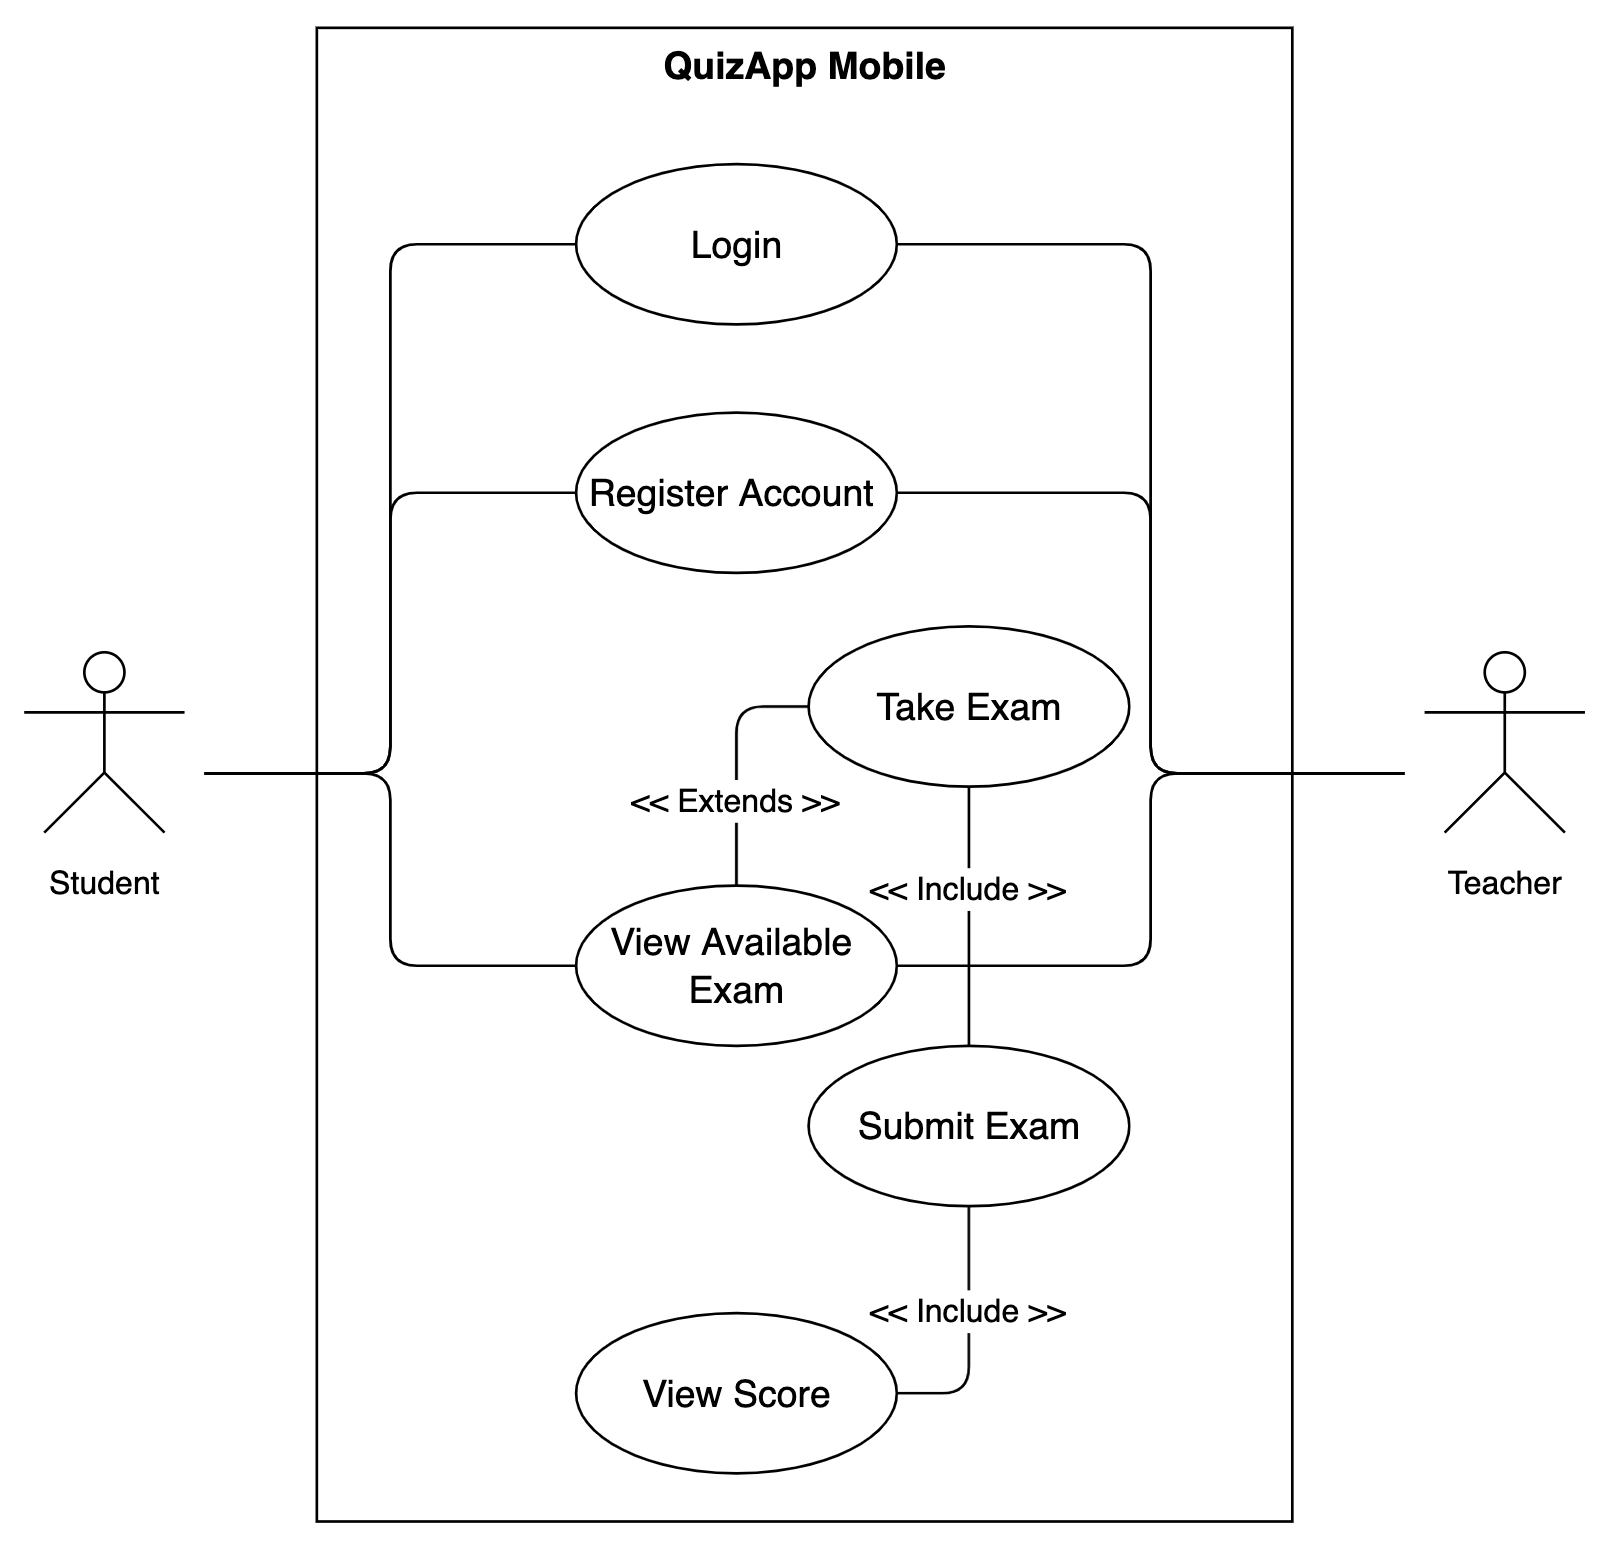 QuizApp Mobile
Login
Register Account
Take Exam
<< Extends >>
Student
Teacher
<< Include >>
View Available
Exam
Submit Exam
<< Include >>
View Score